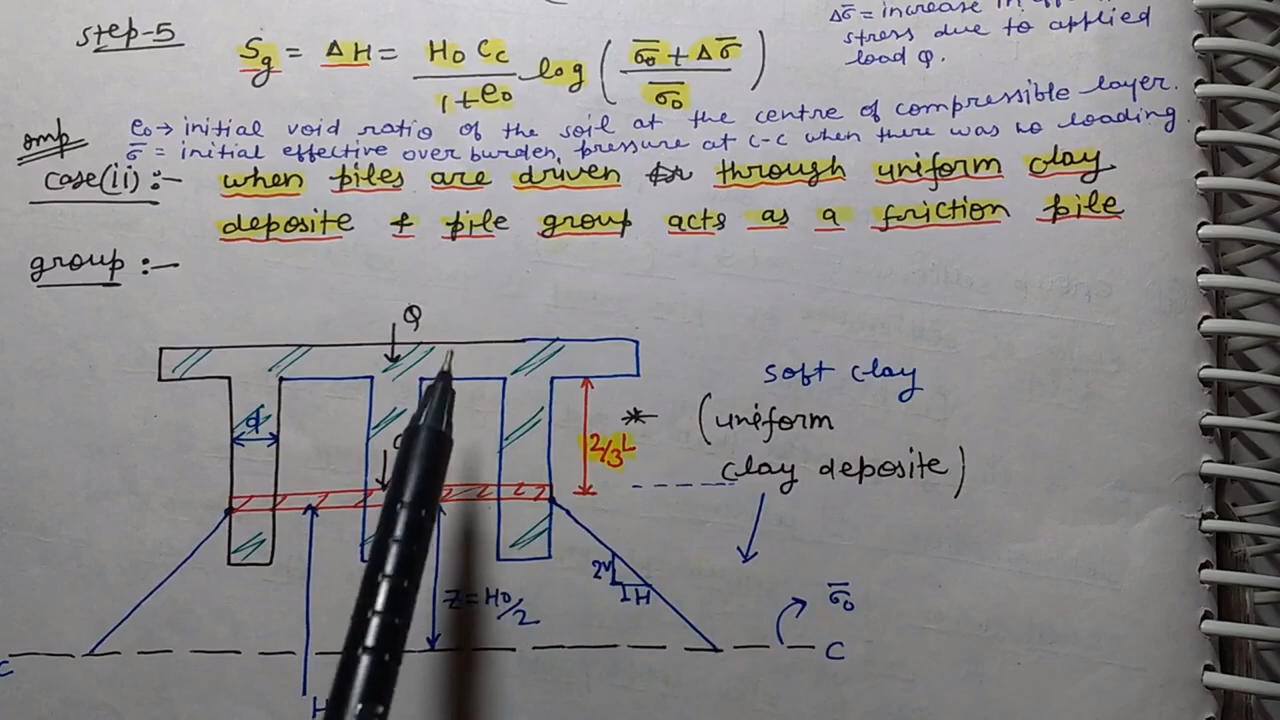 Δσ̅ = increase in
stress due to applied
load Q.
step-5
Sg = ΔH = H₀ Cc / 1+e₀ log ( σ̅₀ + Δσ̅ / σ̅₀ )
e₀ → initial void ratio of the soil at the centre of compressible layer.
omp
σ̅ = initial effective over burden, pressure at c-c when there was no loading.
case(ii) :- when piles are driven through uniform clay
deposite & pile group acts as a friction pile
group :-
Q
soft clay
d
2/3 L
* (uniform
clay deposite)
2V
1H
Z = H₀/2
σ̅₀
C
C
H